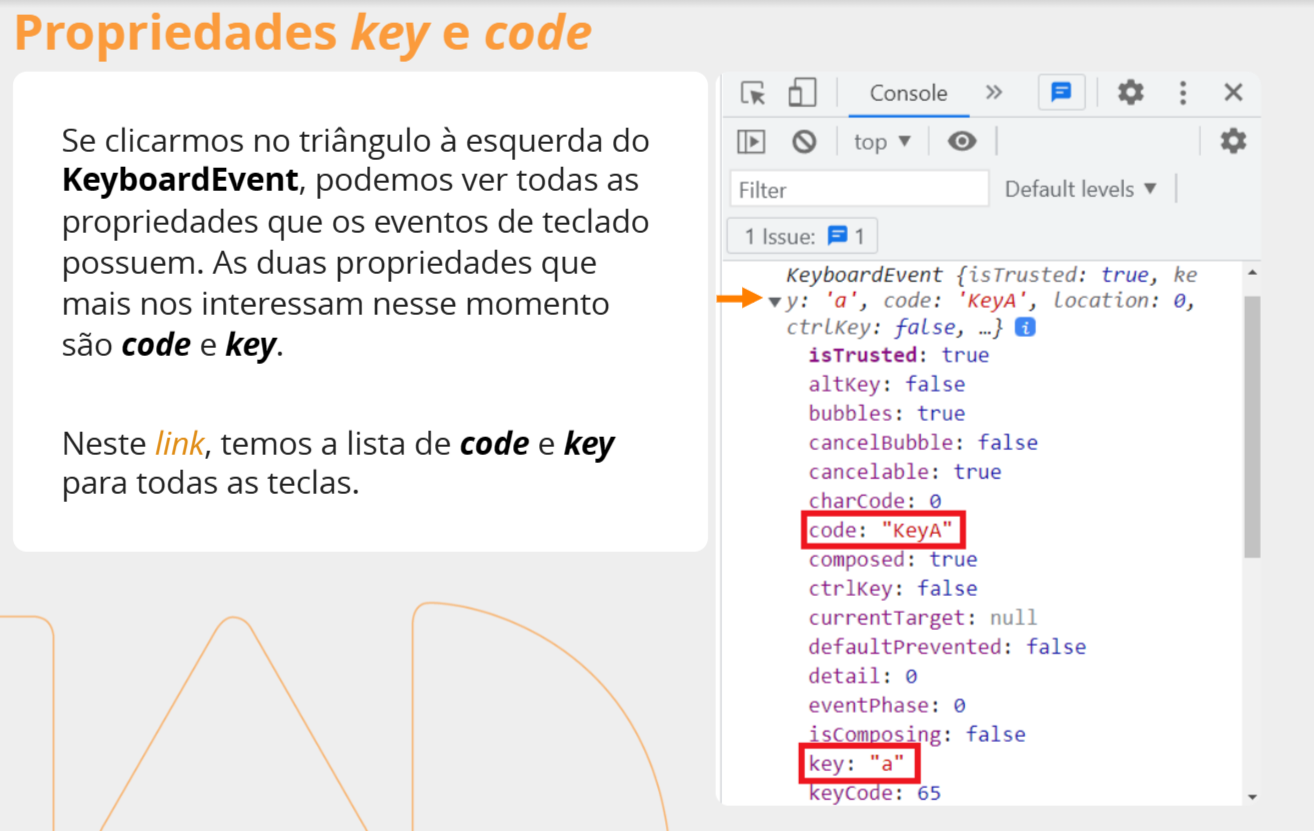 Propriedades key e code
Se clicarmos no triângulo à esquerda do
KeyboardEvent, podemos ver todas as
propriedades que os eventos de teclado
possuem. As duas propriedades que
mais nos interessam nesse momento
são code e key.
Neste link, temos a lista de code e key
para todas as teclas.
Console
top
Filter
Default levels
1 Issue: 1
KeyboardEvent {isTrusted: true, ke
y: 'a', code: 'KeyA', location: 0,
ctrlKey: false, …}
isTrusted: true
altKey: false
bubbles: true
cancelBubble: false
cancelable: true
charCode: 0
code: "KeyA"
composed: true
ctrlKey: false
currentTarget: null
defaultPrevented: false
detail: 0
eventPhase: 0
isComposing: false
key: "a"
keyCode: 65